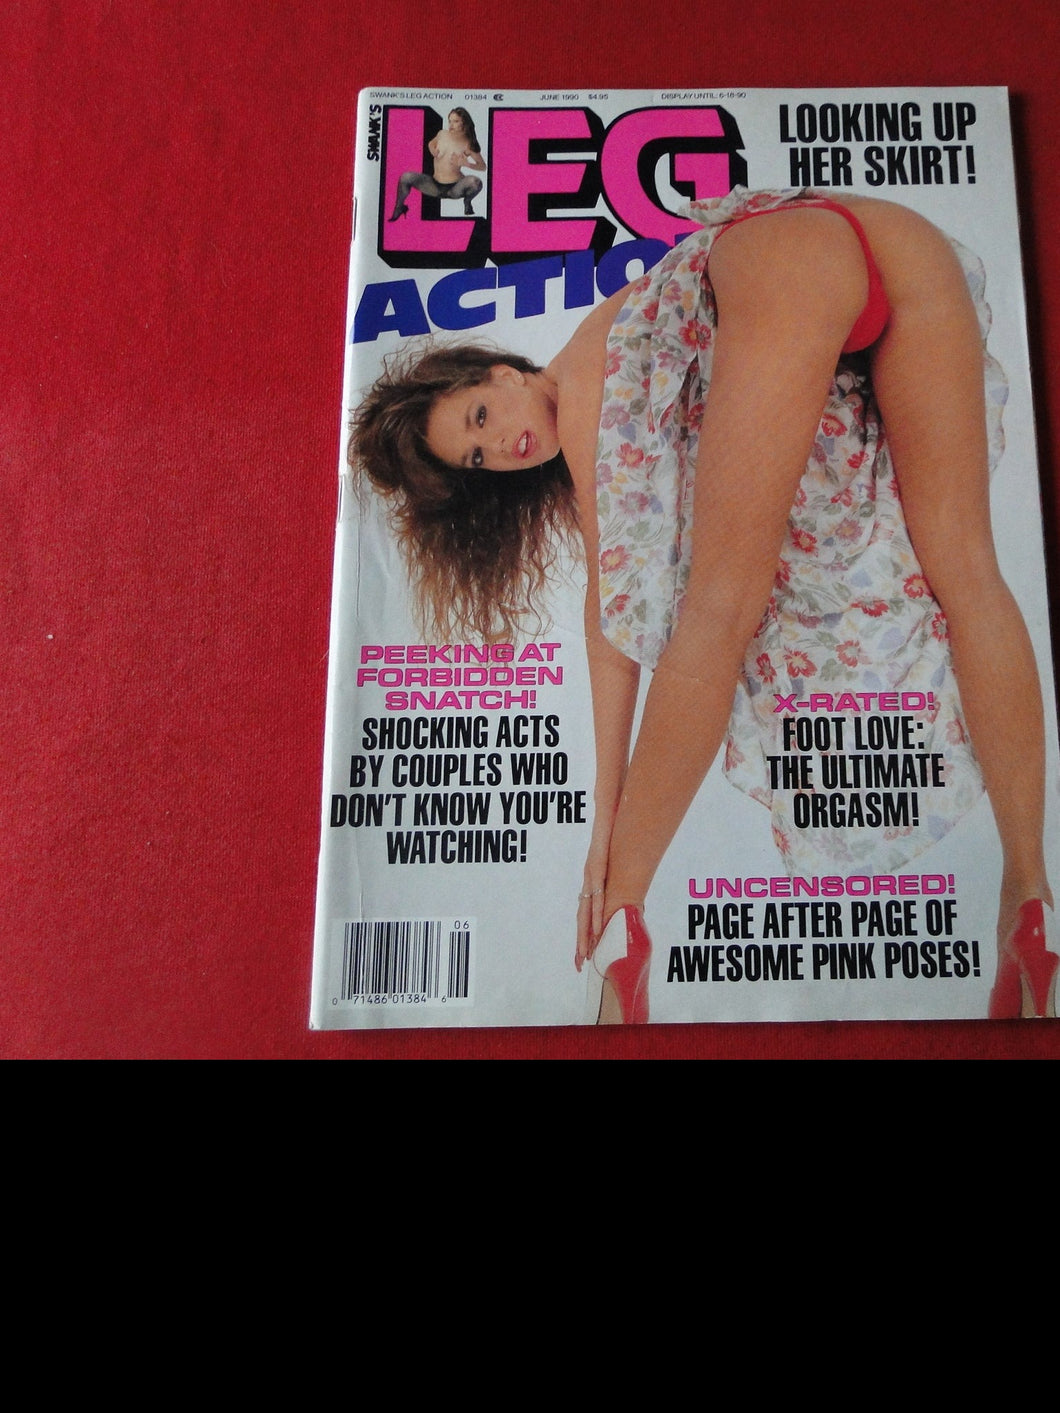 SWANK'S LEG ACTION 01384 JUNE 1990 $4.95 DISPLAY UNTIL: 6-18-90
SWANK'S
LEG
ACTIO
LOOKING UP
HER SKIRT!
PEEKING AT
FORBIDDEN
SNATCH!
SHOCKING ACTS
BY COUPLES WHO
DON'T KNOW YOU'RE
WATCHING!
X-RATED!
FOOT LOVE:
THE ULTIMATE
ORGASM!
UNCENSORED!
PAGE AFTER PAGE OF
AWESOME PINK POSES!
06
0 71486 01384 6